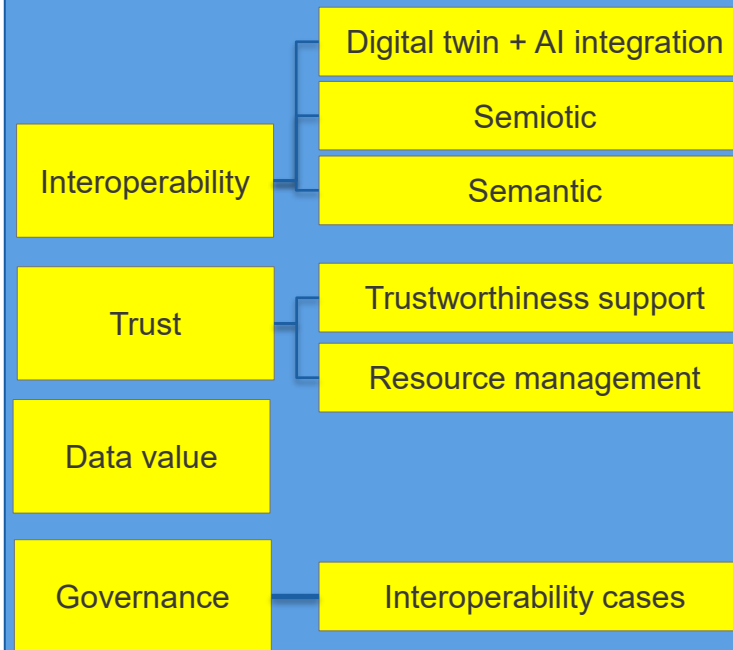 Digital twin + AI integration
Semiotic
Interoperability
Semantic
Trustworthiness support
Trust
Resource management
Data value
Governance
Interoperability cases